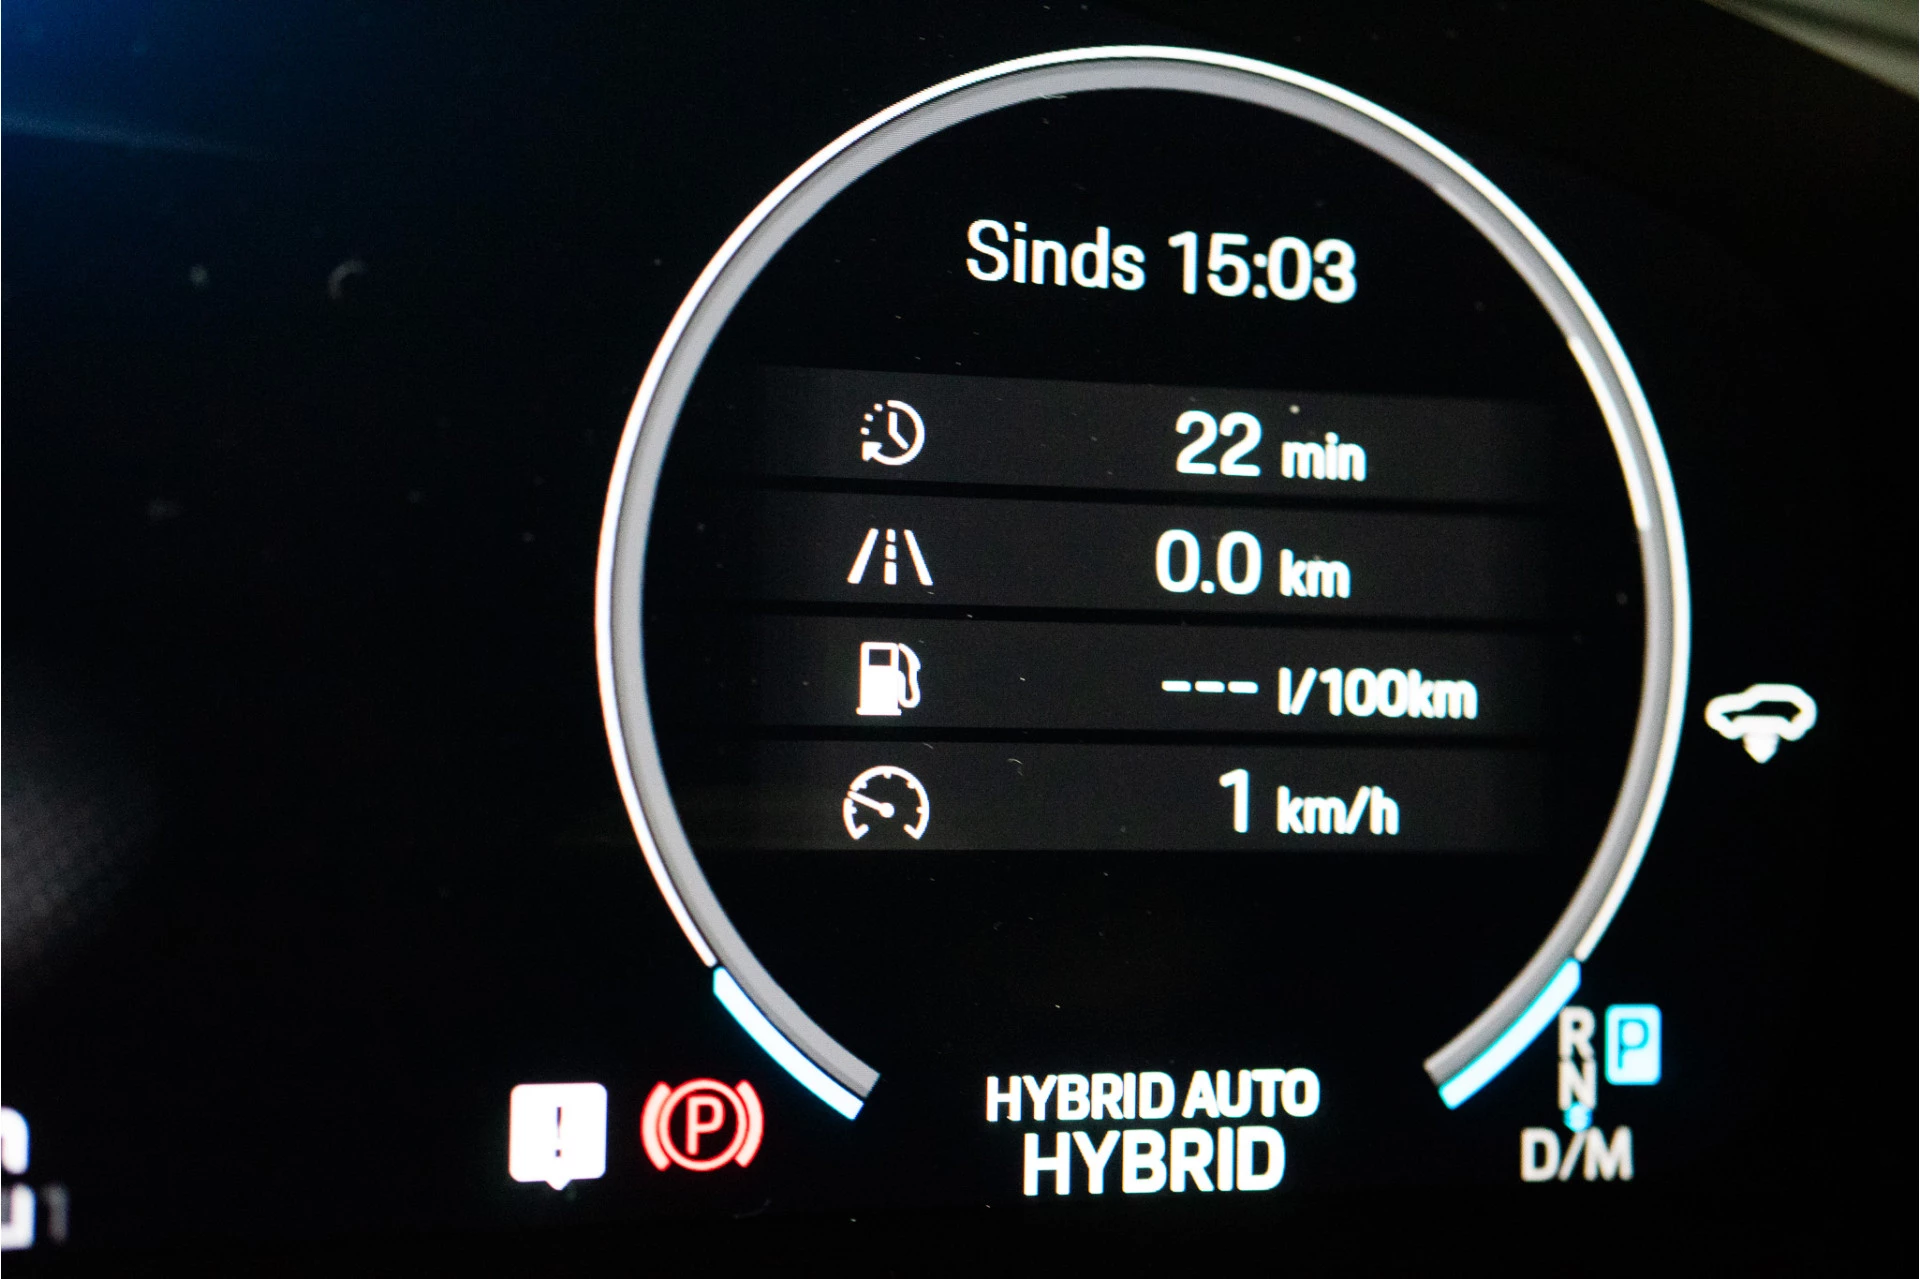 Sinds 15:03
22 min
0.0 km
--- l/100km
1 km/h
R P
N
D/M
! P
HYBRID AUTO
HYBRID